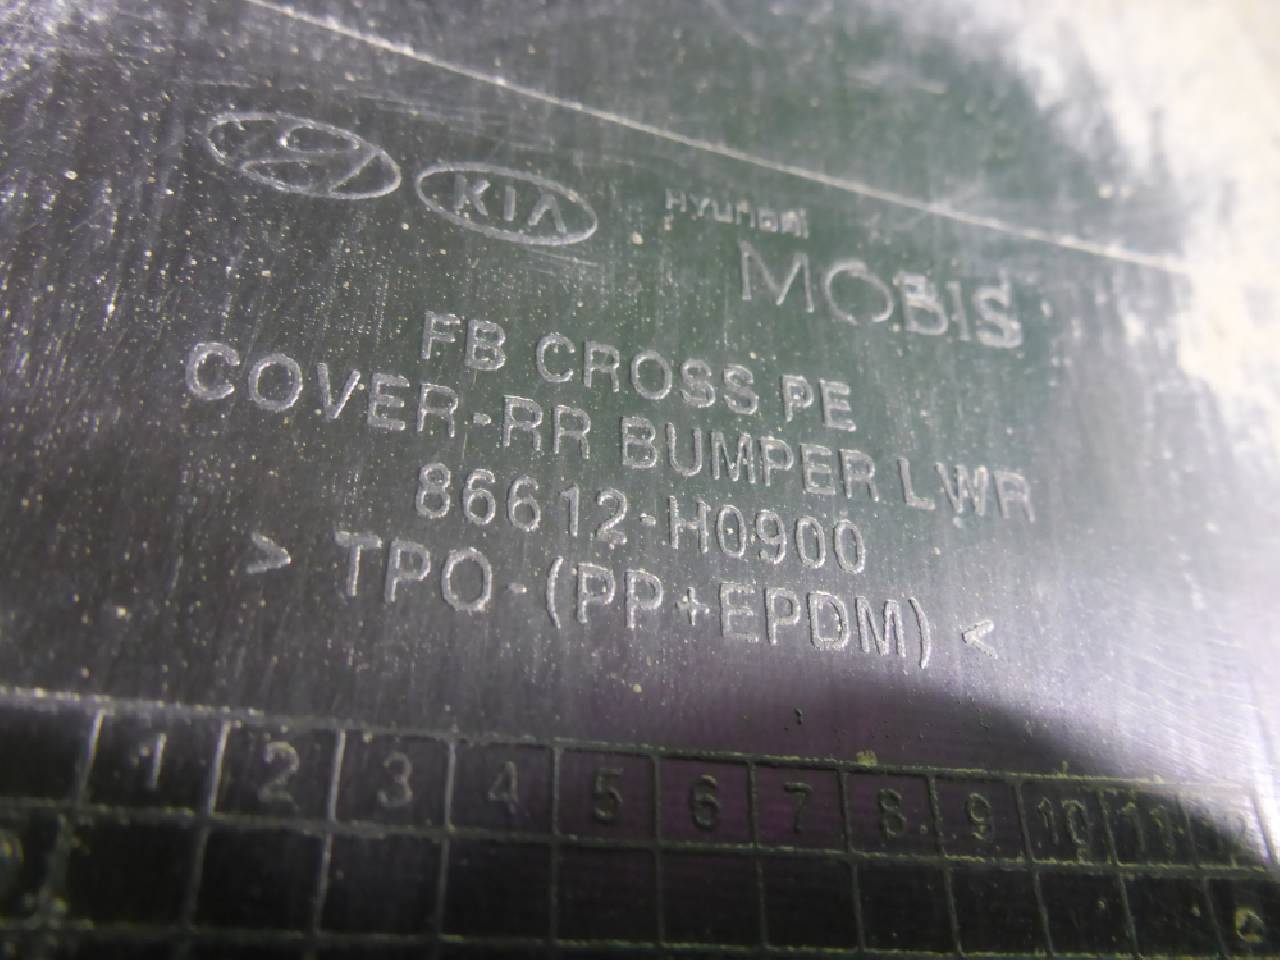 KIA HYUNDAI
MOBIS
FB CROSS PE
COVER-RR BUMPER LWR
86612-H0900
> TPO-(PP+EPDM) <
1 2 3 4 5 6 7 8 9 10 11